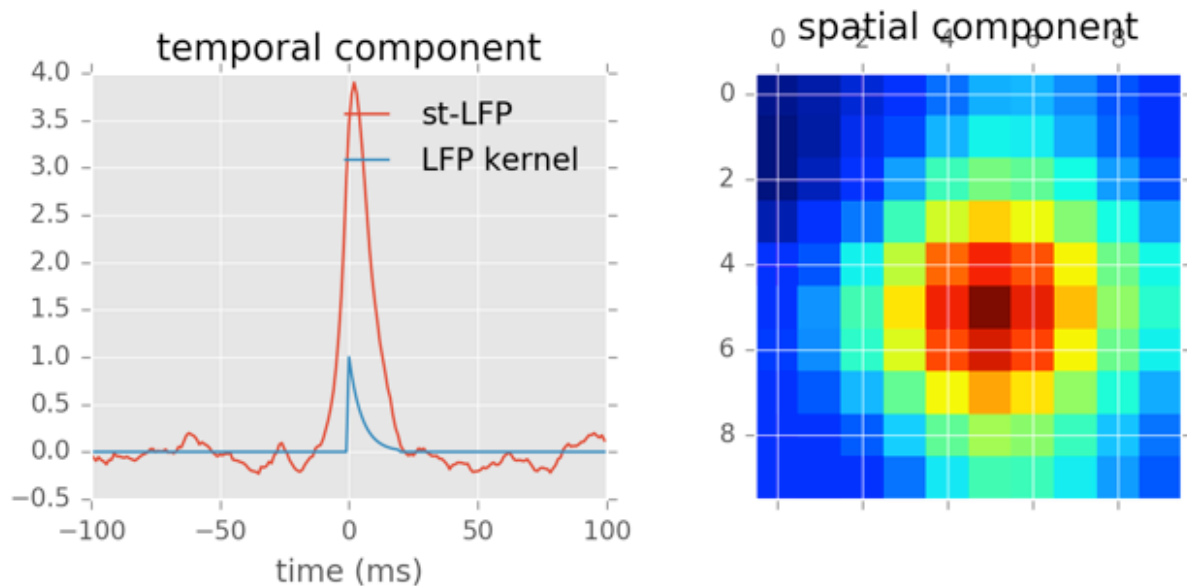 temporal component
4.0
3.5
3.0
2.5
2.0
1.5
1.0
0.5
0.0
−0.5
st-LFP
LFP kernel
−100 −50 0 50 100
time (ms)
spatial component
0 2 4 6 8
0
2
4
6
8